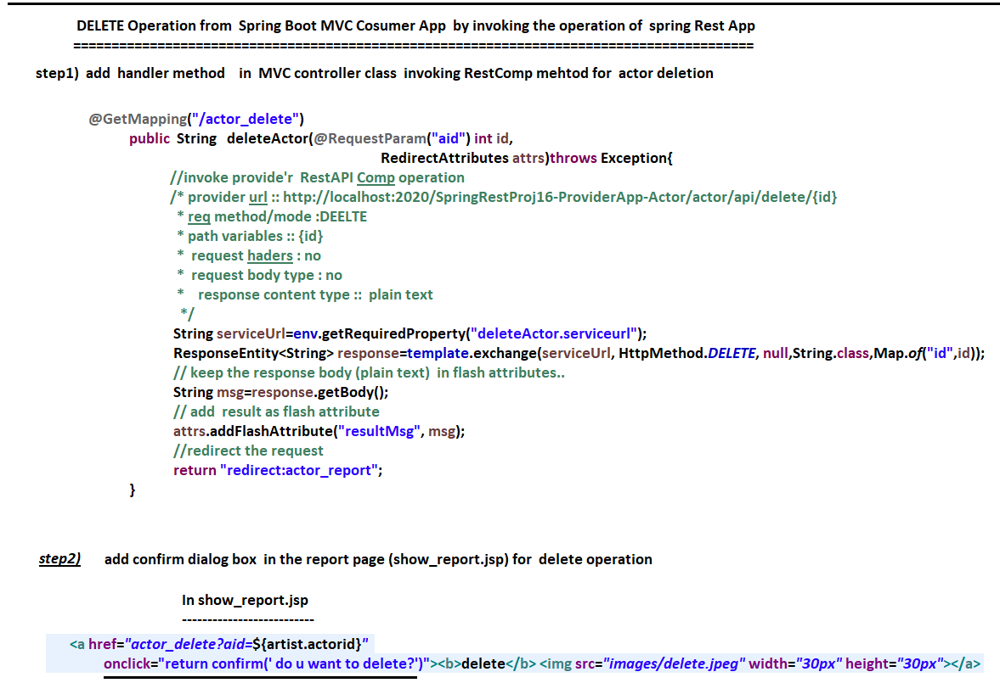 DELETE Operation from Spring Boot MVC Cosumer App by invoking the operation of spring Rest App
=========================================================================================
step1) add handler method in MVC controller class invoking RestComp mehtod for actor deletion
@GetMapping("/actor_delete")
public String deleteActor(@RequestParam("aid") int id,
RedirectAttributes attrs)throws Exception{
//invoke provide'r RestAPI Comp operation
/* provider url :: http://localhost:2020/SpringRestProj16-ProviderApp-Actor/actor/api/delete/{id}
* req method/mode :DEELTE
* path variables :: {id}
* request haders : no
* request body type : no
* response content type :: plain text
*/
String serviceUrl=env.getRequiredProperty("deleteActor.serviceurl");
ResponseEntity<String> response=template.exchange(serviceUrl, HttpMethod.DELETE, null,String.class,Map.of("id",id));
// keep the response body (plain text) in flash attributes..
String msg=response.getBody();
// add result as flash attribute
attrs.addFlashAttribute("resultMsg", msg);
//redirect the request
return "redirect:actor_report";
}
step2) add confirm dialog box in the report page (show_report.jsp) for delete operation
In show_report.jsp
--------------------------
<a href="actor_delete?aid=${artist.actorid}"
onclick="return confirm(' do u want to delete?')"><b>delete</b> <img src="images/delete.jpeg" width="30px" height="30px"></a>